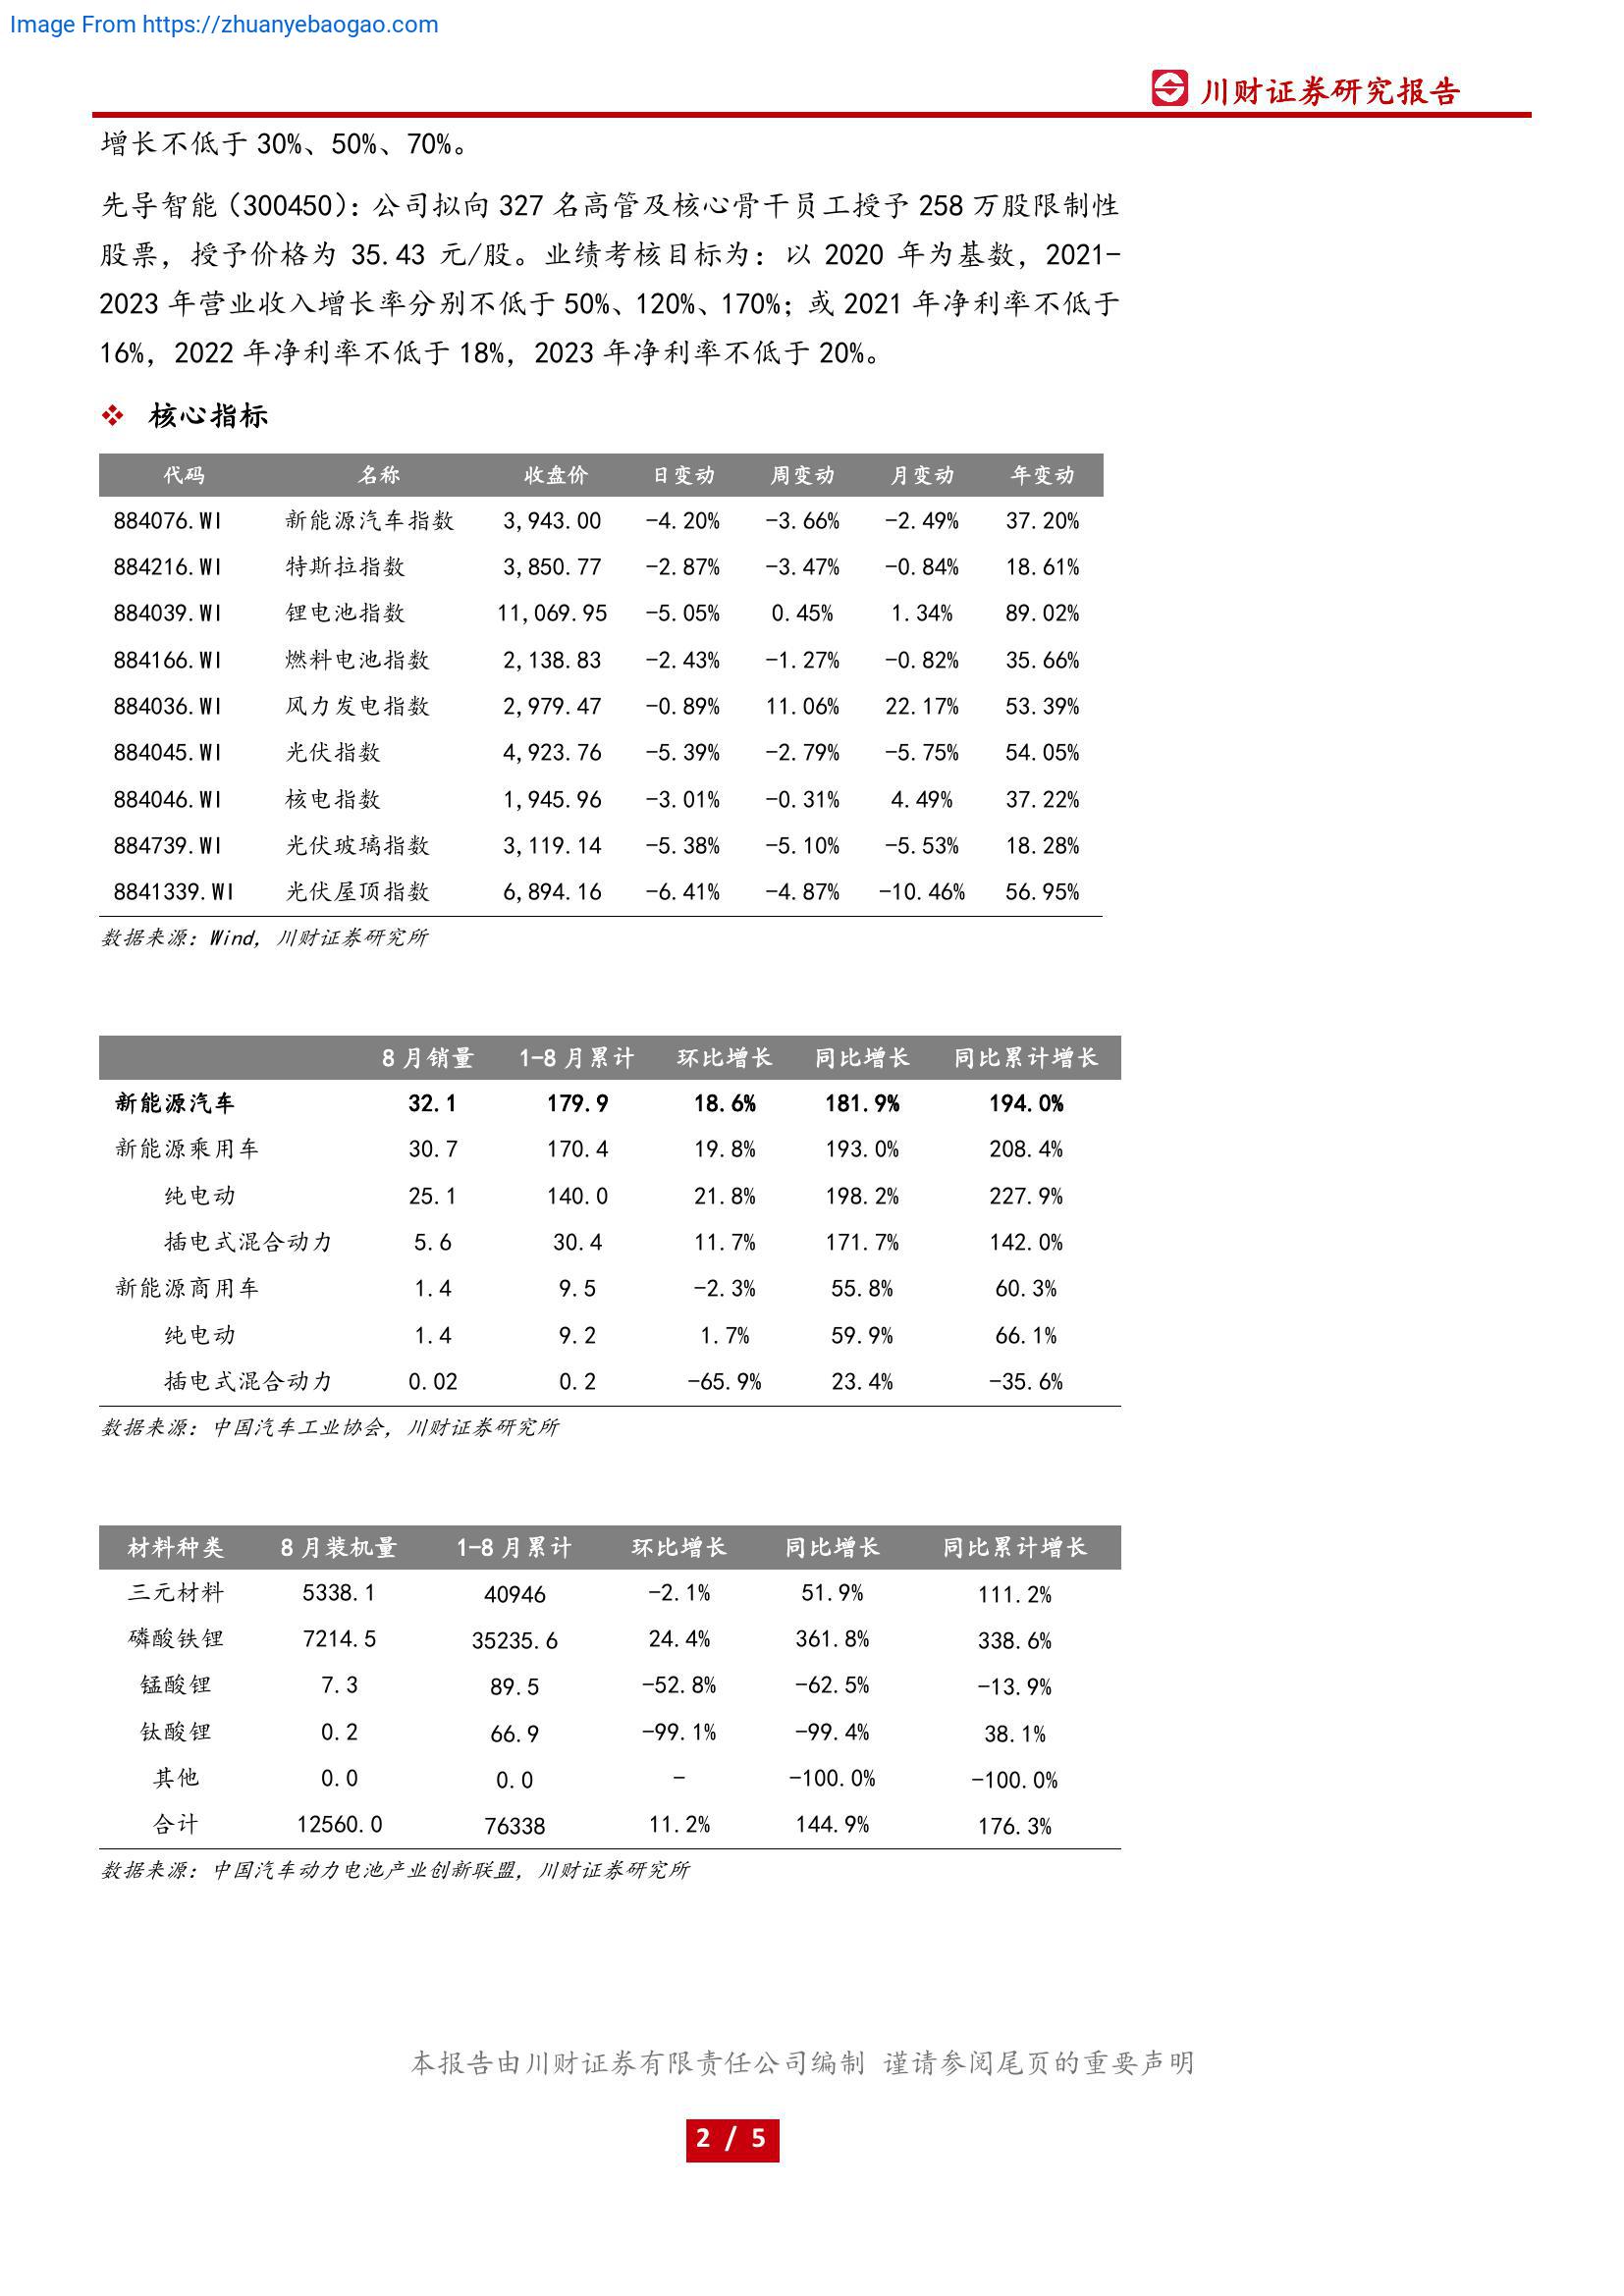 Image From https://zhuanyebaogao.com
川财证券研究报告
增长不低于 30%、50%、70%。
先导智能（300450）：公司拟向 327 名高管及核心骨干员工授予 258 万股限制性
股票，授予价格为 35.43 元/股。业绩考核目标为：以 2020 年为基数，2021-
2023 年营业收入增长率分别不低于 50%、120%、170%；或 2021 年净利率不低于
16%，2022 年净利率不低于 18%，2023 年净利率不低于 20%。
❖ 核心指标
代码 名称 收盘价 日变动 周变动 月变动 年变动
884076.WI 新能源汽车指数 3,943.00 -4.20% -3.66% -2.49% 37.20%
884216.WI 特斯拉指数 3,850.77 -2.87% -3.47% -0.84% 18.61%
884039.WI 锂电池指数 11,069.95 -5.05% 0.45% 1.34% 89.02%
884166.WI 燃料电池指数 2,138.83 -2.43% -1.27% -0.82% 35.66%
884036.WI 风力发电指数 2,979.47 -0.89% 11.06% 22.17% 53.39%
884045.WI 光伏指数 4,923.76 -5.39% -2.79% -5.75% 54.05%
884046.WI 核电指数 1,945.96 -3.01% -0.31% 4.49% 37.22%
884739.WI 光伏玻璃指数 3,119.14 -5.38% -5.10% -5.53% 18.28%
8841339.WI 光伏屋顶指数 6,894.16 -6.41% -4.87% -10.46% 56.95%
数据来源：Wind，川财证券研究所
8 月销量 1-8 月累计 环比增长 同比增长 同比累计增长
新能源汽车 32.1 179.9 18.6% 181.9% 194.0%
新能源乘用车 30.7 170.4 19.8% 193.0% 208.4%
纯电动 25.1 140.0 21.8% 198.2% 227.9%
插电式混合动力 5.6 30.4 11.7% 171.7% 142.0%
新能源商用车 1.4 9.5 -2.3% 55.8% 60.3%
纯电动 1.4 9.2 1.7% 59.9% 66.1%
插电式混合动力 0.02 0.2 -65.9% 23.4% -35.6%
数据来源：中国汽车工业协会，川财证券研究所
材料种类 8 月装机量 1-8 月累计 环比增长 同比增长 同比累计增长
三元材料 5338.1 40946 -2.1% 51.9% 111.2%
磷酸铁锂 7214.5 35235.6 24.4% 361.8% 338.6%
锰酸锂 7.3 89.5 -52.8% -62.5% -13.9%
钛酸锂 0.2 66.9 -99.1% -99.4% 38.1%
其他 0.0 0.0 - -100.0% -100.0%
合计 12560.0 76338 11.2% 144.9% 176.3%
数据来源：中国汽车动力电池产业创新联盟，川财证券研究所
本报告由川财证券有限责任公司编制 谨请参阅尾页的重要声明
2 / 5